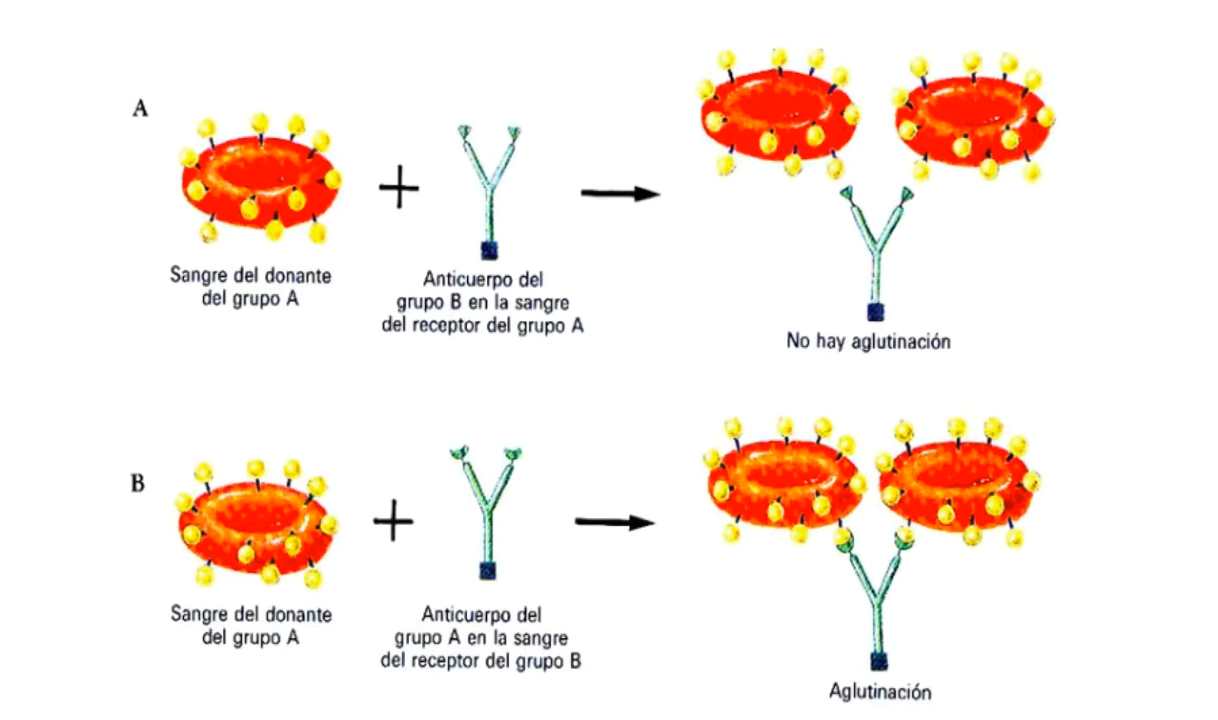 A
Sangre del donante
del grupo A
Anticuerpo del
grupo B en la sangre
del receptor del grupo A
No hay aglutinación
B
Sangre del donante
del grupo A
Anticuerpo del
grupo A en la sangre
del receptor del grupo B
Aglutinación